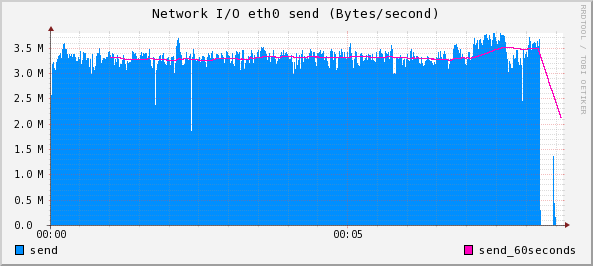 Network I/O eth0 send (Bytes/second)
3.5 M
3.0 M
2.5 M
2.0 M
1.5 M
1.0 M
0.5 M
0.0
00:00 00:05
send send_60seconds
RRDTOOL / TOBI OETIKER